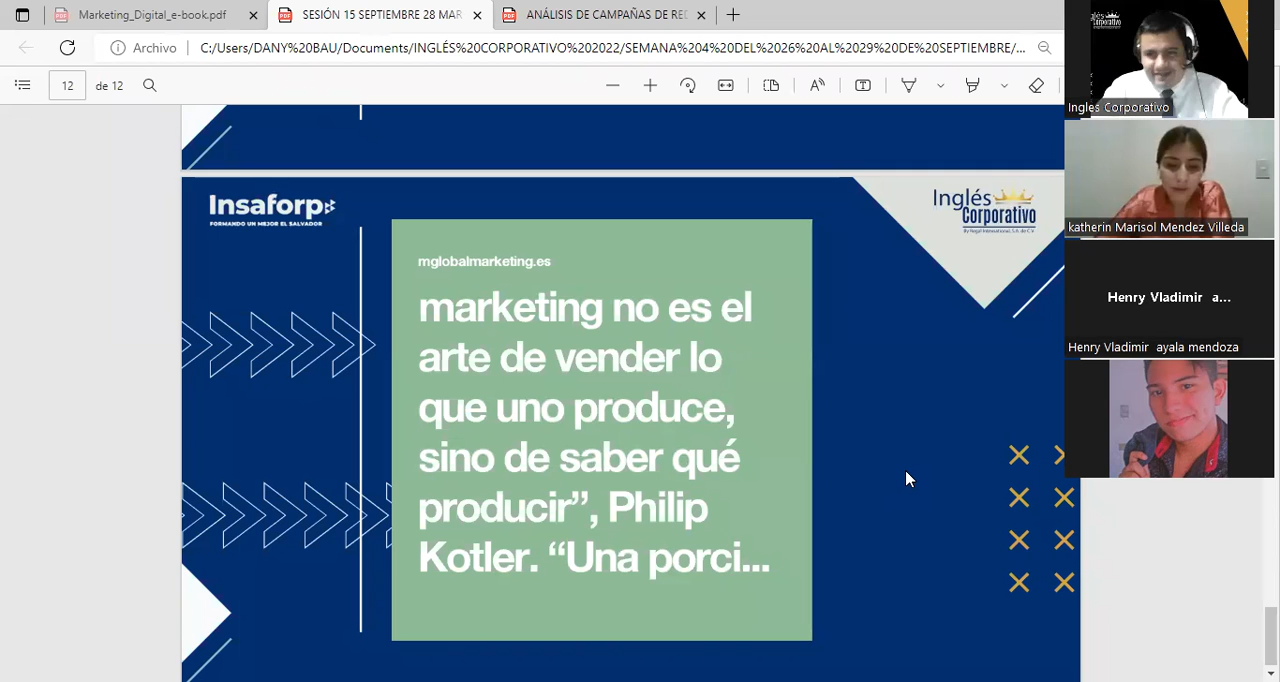 Marketing_Digital_e-book.pdf
SESIÓN 15 SEPTIEMBRE 28 MAR
ANÁLISIS DE CAMPAÑAS DE REI
Archivo
C:/Users/DANY%20BAU/Documents/INGLÉS%20CORPORATIVO%202022/SEMANA%204%20DEL%2026%20AL%2029%20DE%20SEPTIEMBRE/...
12
de 12
Insaforp
FORMANDO UN MEJOR EL SALVADOR
Inglés
Corporativo
mglobalmarketing.es
marketing no es el
arte de vender lo
que uno produce,
sino de saber qué
producir”, Philip
Kotler. “Una porci...
Ingles Corporativo
katherin Marisol Mendez Villeda
Henry Vladimir a...
Henry Vladimir ayala mendoza